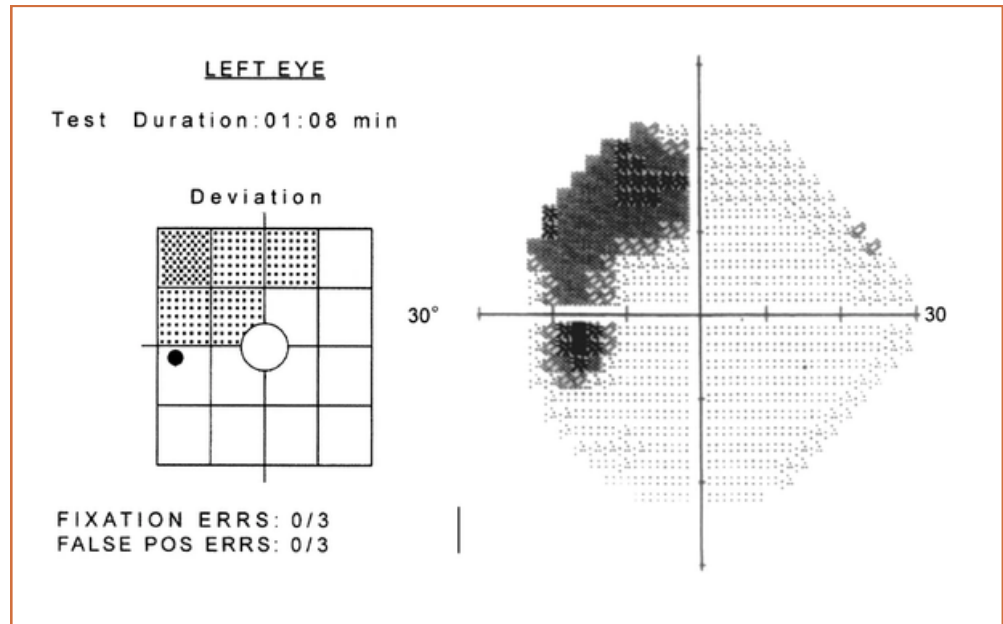 LEFT EYE
Test Duration:01:08 min
Deviation
30°
30
FIXATION ERRS: 0/3
FALSE POS ERRS: 0/3